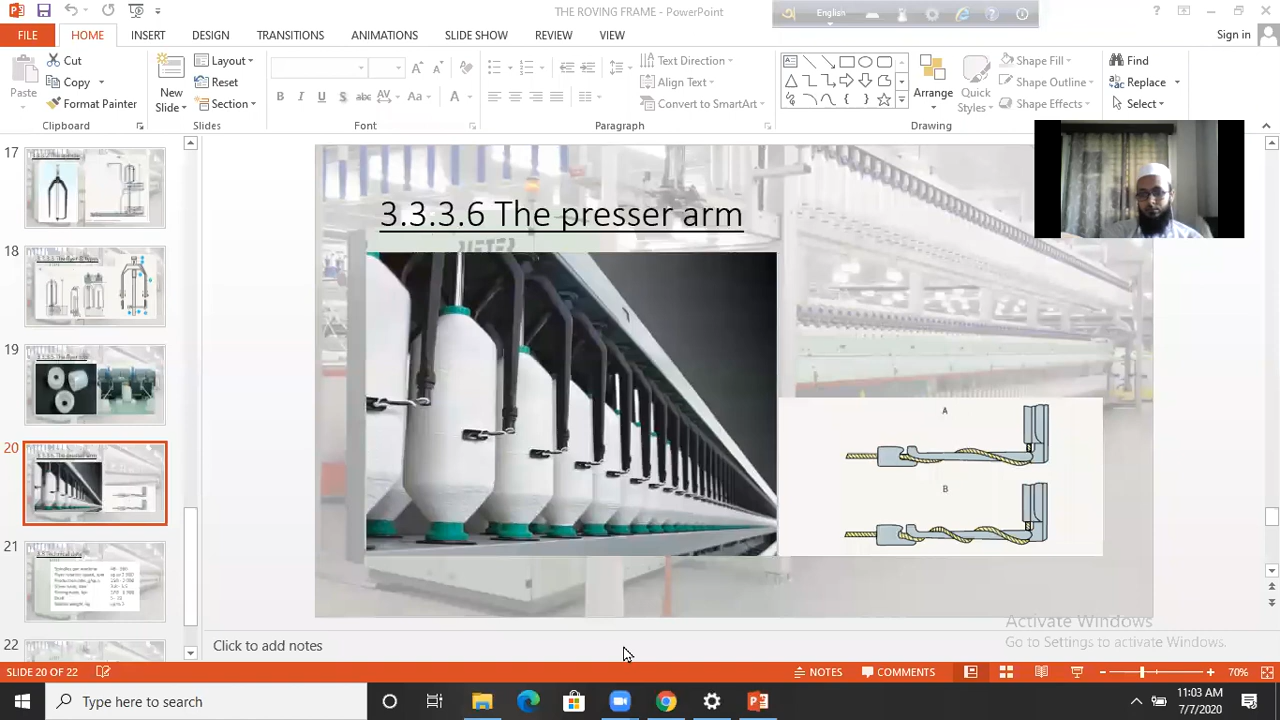 THE ROVING FRAME - PowerPoint
English
?
FILE
HOME
INSERT
DESIGN
TRANSITIONS
ANIMATIONS
SLIDE SHOW
REVIEW
VIEW
Sign in
Paste
Cut
Copy
Format Painter
Clipboard
New
Slide
Layout
Reset
Section
Slides
B I U S abc AV Aa A
Font
Text Direction
Align Text
Convert to SmartArt
Paragraph
Arrange
Quick
Styles
Shape Fill
Shape Outline
Shape Effects
Drawing
Find
Replace
Select
17
18
19
20
21
22
3.3.3.6 The presser arm
RIETER
A
B
Activate Windows
Go to Settings to activate Windows.
Click to add notes
SLIDE 20 OF 22
NOTES
COMMENTS
70%
Type here to search
11:03 AM
7/7/2020